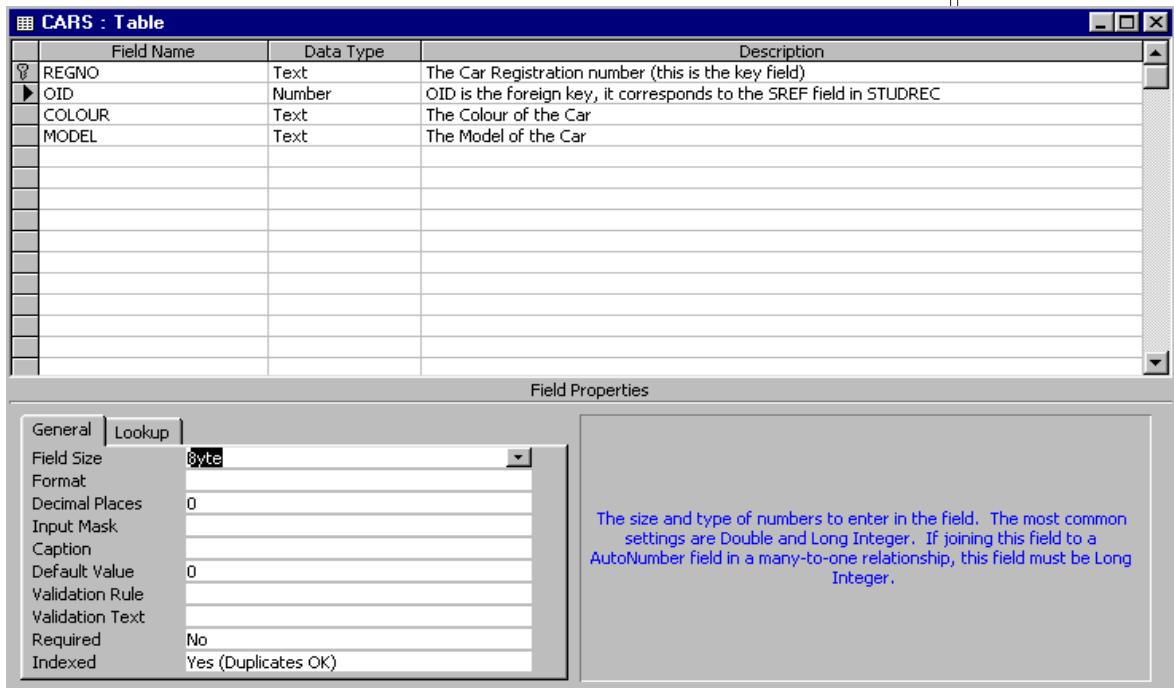 CARS : Table
Field Name Data Type Description
REGNO Text The Car Registration number (this is the key field)
OID Number OID is the foreign key, it corresponds to the SREF field in STUDREC
COLOUR Text The Colour of the Car
MODEL Text The Model of the Car
Field Properties
General Lookup
Field Size Byte
Format
Decimal Places 0
Input Mask
Caption
Default Value 0
Validation Rule
Validation Text
Required No
Indexed Yes (Duplicates OK)
The size and type of numbers to enter in the field. The most common
settings are Double and Long Integer. If joining this field to a
AutoNumber field in a many-to-one relationship, this field must be Long
Integer.